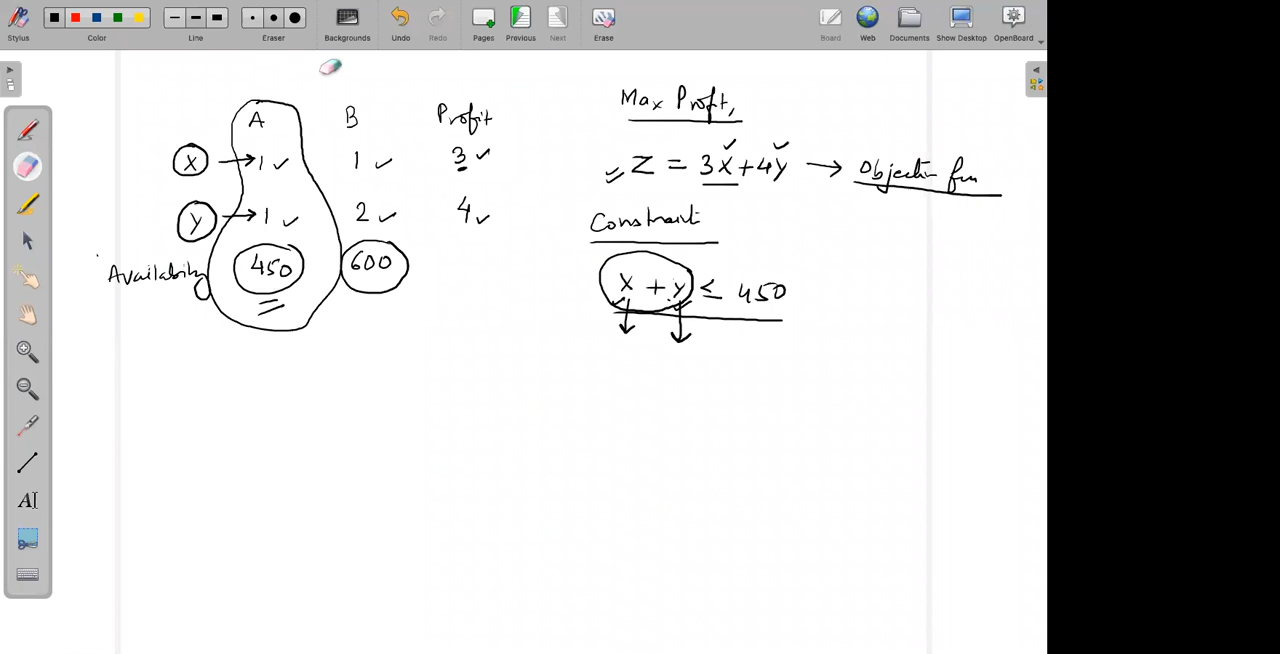 Stylus Color Line Eraser Backgrounds Undo Redo Pages Previous Next Erase Board Web Documents Show Desktop OpenBoard
A B Profit
X → 1 ✓ 1 ✓ 3 ✓
Y → 1 ✓ 2 ✓ 4 ✓
Availability 450 600
Max Profit,
Z = 3x + 4y → Objective fun
Constraint
x + y ≤ 450
AI